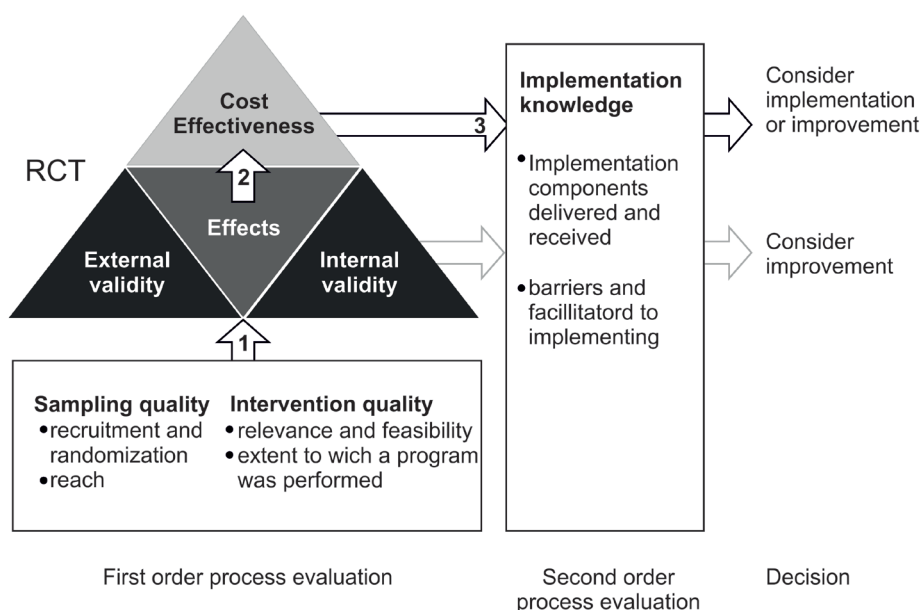 RCT
Cost
Effectiveness
2
Effects
External
validity
Internal
validity
1
Sampling quality
•recruitment and
randomization
•reach
Intervention quality
•relevance and feasibility
•extent to wich a program
was performed
First order process evaluation
3
Implementation
knowledge
•Implementation
components
delivered and
received
•barriers and
facillitatord to
implementing
Second order
process evaluation
Consider
implementation
or improvement
Consider
improvement
Decision